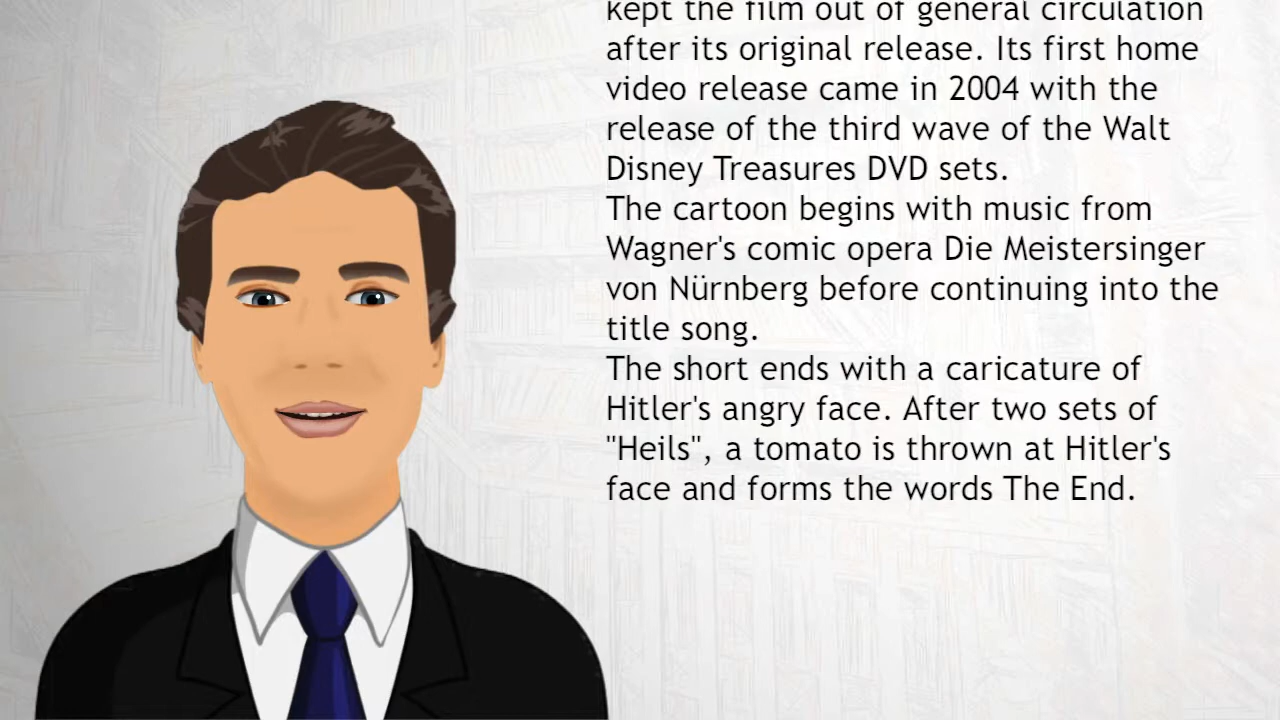 kept the film out of general circulation
after its original release. Its first home
video release came in 2004 with the
release of the third wave of the Walt
Disney Treasures DVD sets.
The cartoon begins with music from
Wagner's comic opera Die Meistersinger
von Nürnberg before continuing into the
title song.
The short ends with a caricature of
Hitler's angry face. After two sets of
"Heils", a tomato is thrown at Hitler's
face and forms the words The End.